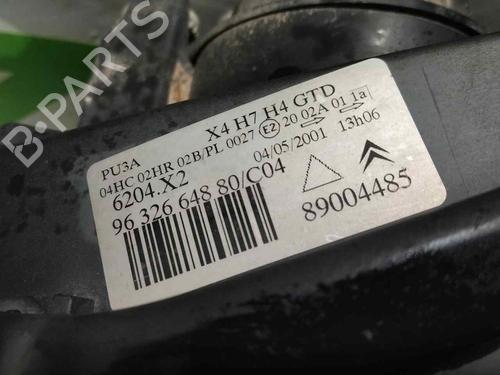 B-PARTS
PU3A X4 H7 H4 GTD
04HC 02HR 02B/PL 0027 E2 20 02A 01 1a
6204.X2 04/05/2001 13h06
96 326 648 80/C04
89004485